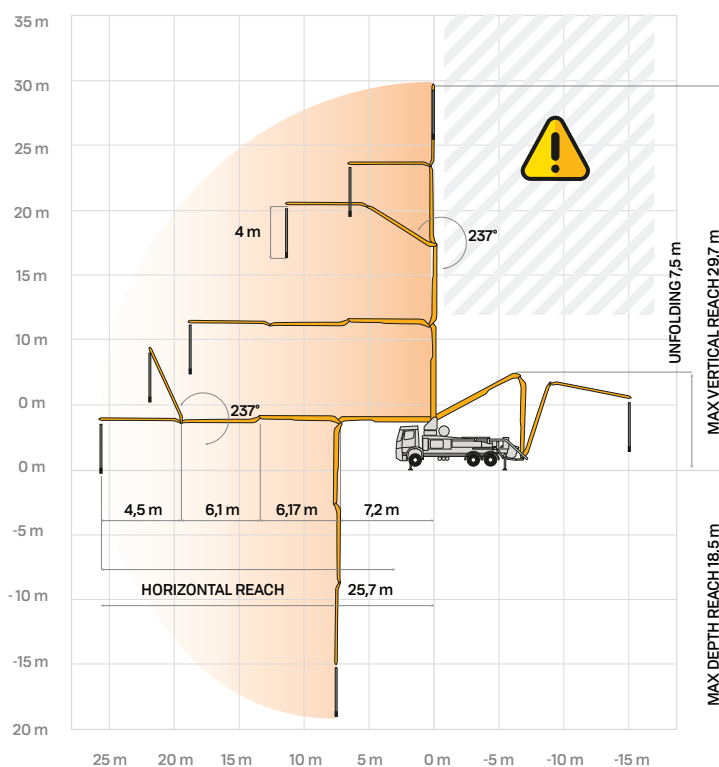 35 m
30 m
25 m
20 m
15 m
10 m
0 m
0 m
-5 m
-10 m
-15 m
20 m
25 m
20 m
15 m
10 m
5 m
0 m
-5 m
-10 m
-15 m
4 m
237°
237°
4,5 m
6,1 m
6,17 m
7,2 m
HORIZONTAL REACH
25,7 m
UNFOLDING 7,5 m
MAX VERTICAL REACH 29.7 m
MAX DEPTH REACH 18.5 m